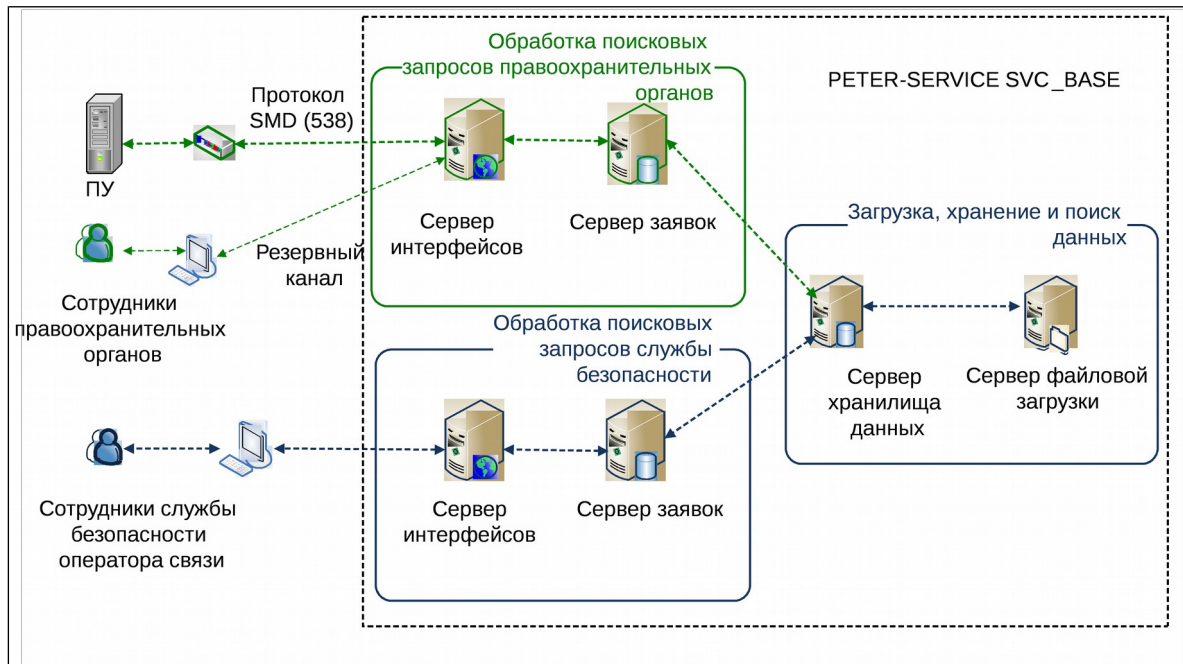 Обработка поисковых
запросов правоохранительных
органов
PETER-SERVICE SVC_BASE
Протокол
SMD (538)
ПУ
Сервер
интерфейсов
Сервер заявок
Резервный
канал
Сотрудники
правоохранительных
органов
Загрузка, хранение и поиск
данных
Сервер
хранилища
данных
Сервер файловой
загрузки
Обработка поисковых
запросов службы
безопасности
Сервер
интерфейсов
Сервер заявок
Сотрудники службы
безопасности
оператора связи